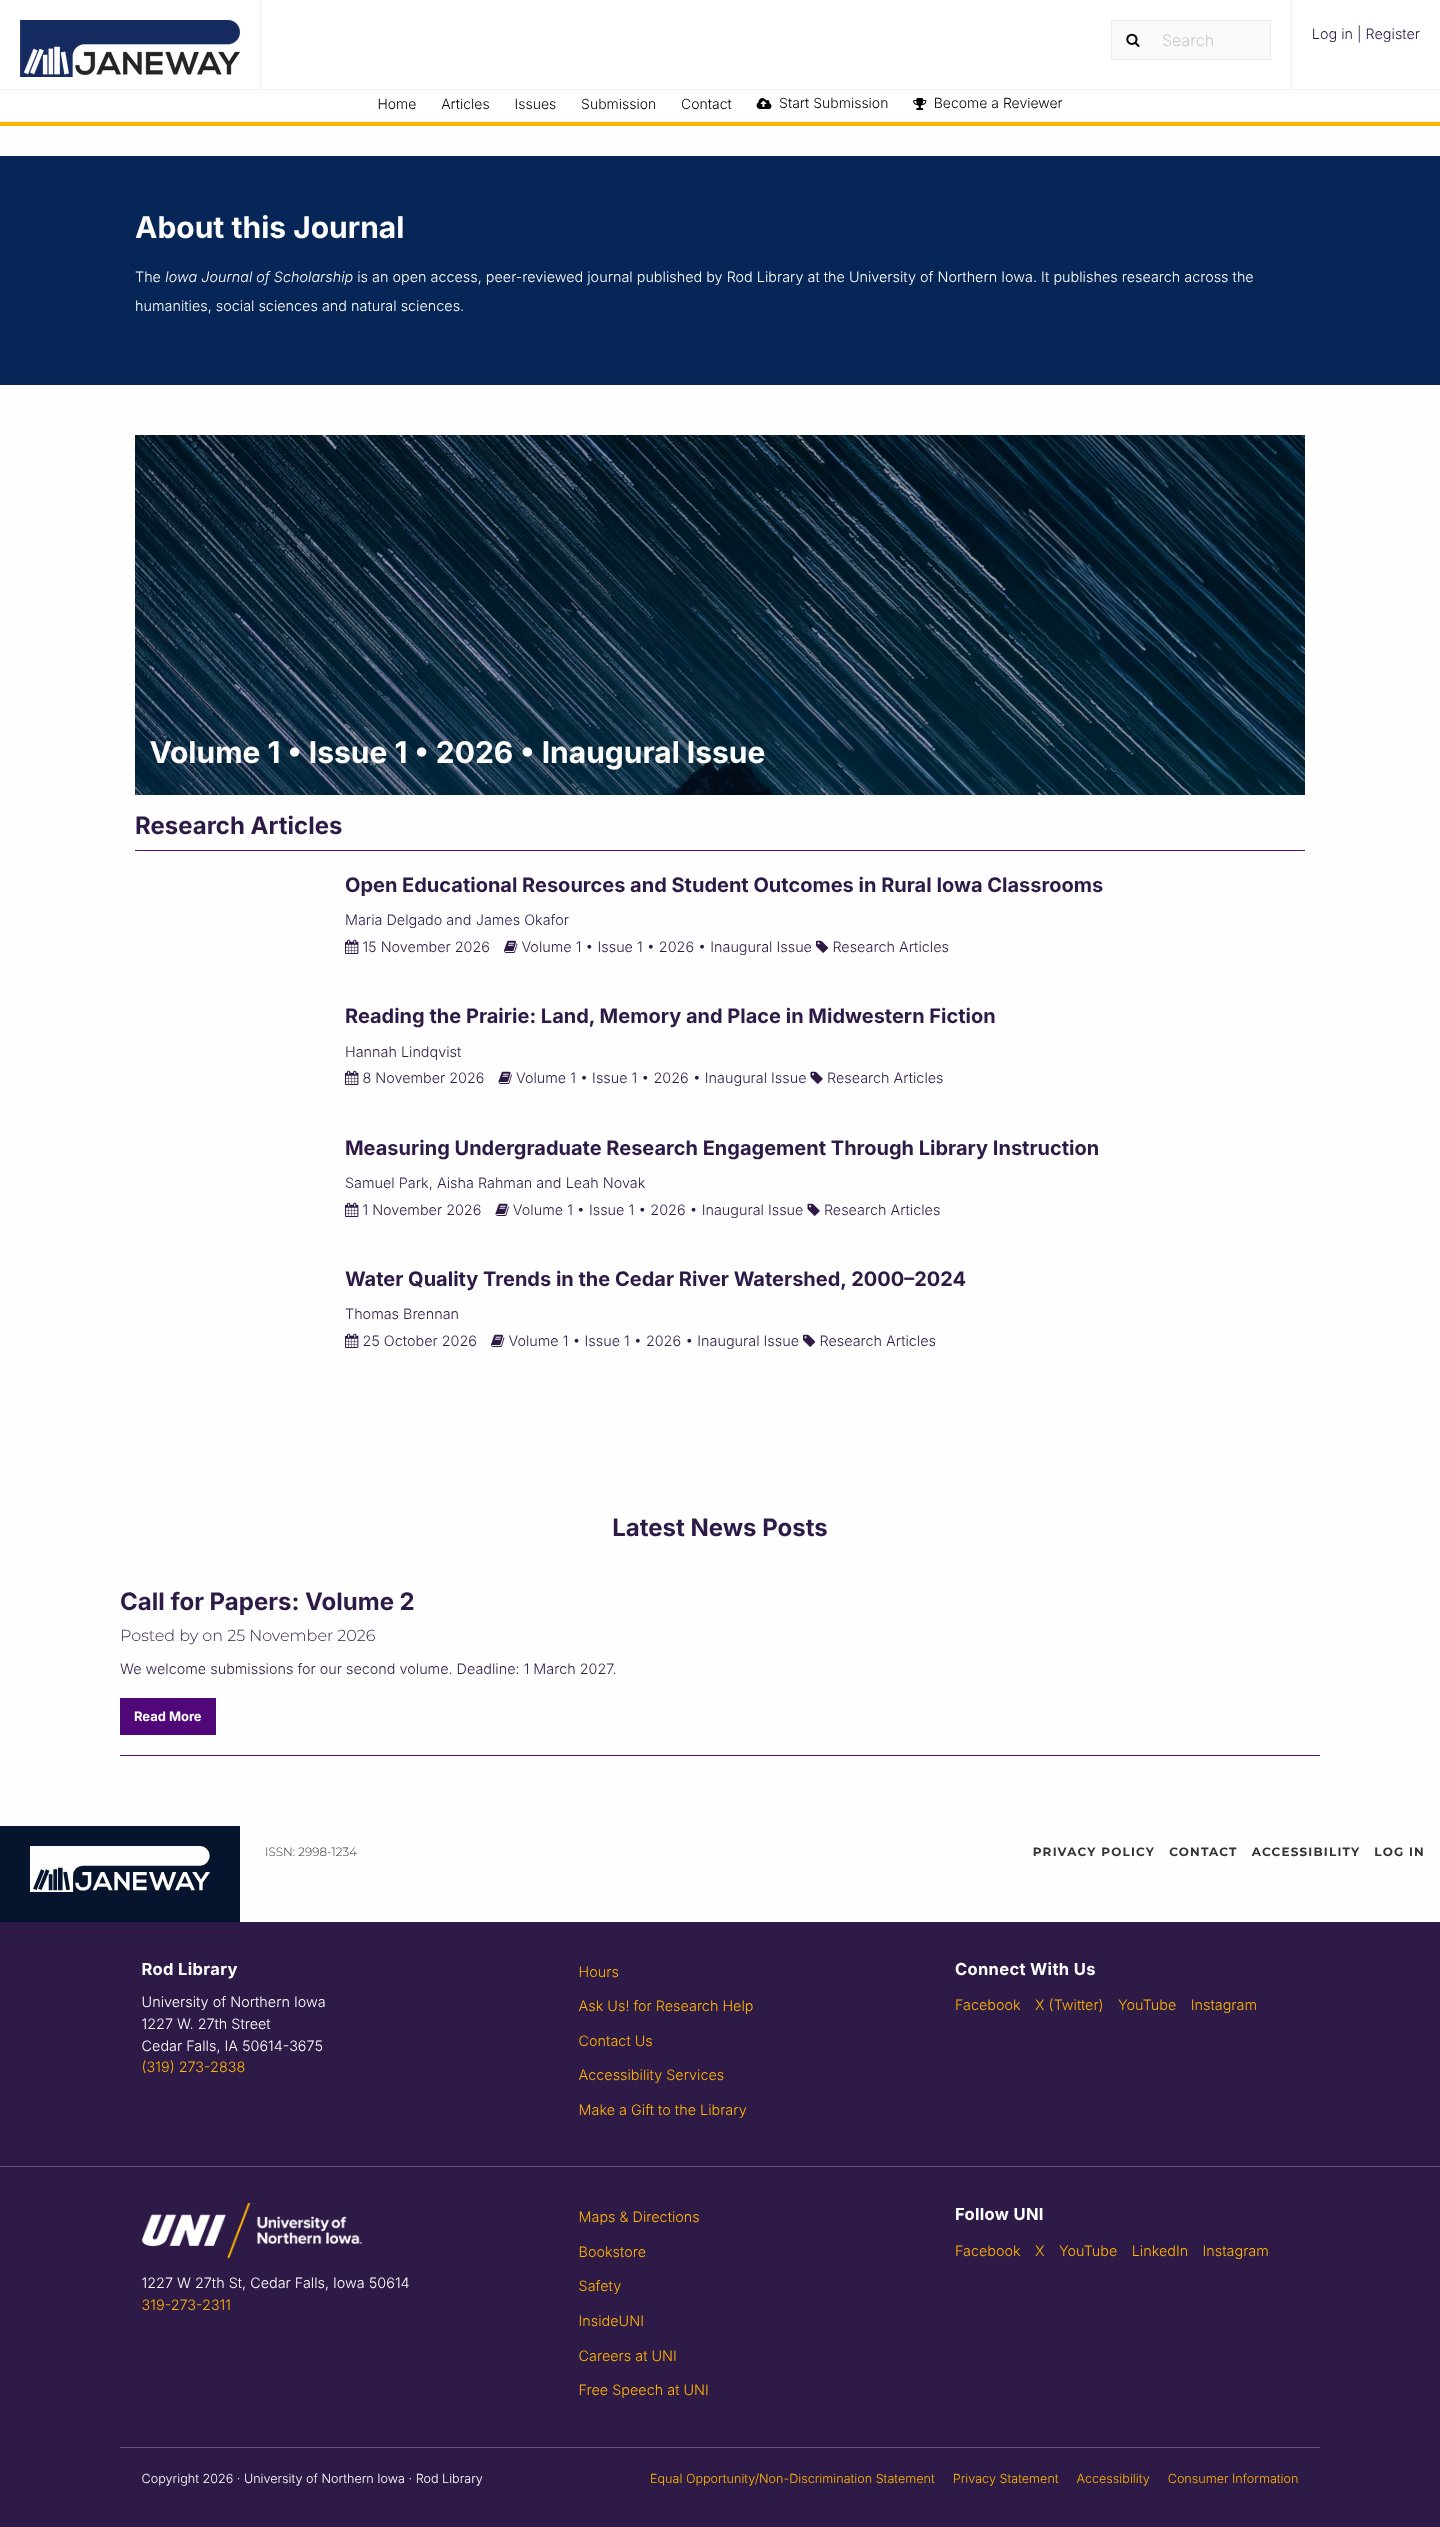 JANEWAY
Search
Log in | Register
Home Articles Issues Submission Contact Start Submission Become a Reviewer
About this Journal
The Iowa Journal of Scholarship is an open access, peer-reviewed journal published by Rod Library at the University of Northern Iowa. It publishes research across the
humanities, social sciences and natural sciences.
Volume 1 • Issue 1 • 2026 • Inaugural Issue
Research Articles
Open Educational Resources and Student Outcomes in Rural Iowa Classrooms
Maria Delgado and James Okafor
15 November 2026 Volume 1 • Issue 1 • 2026 • Inaugural Issue Research Articles
Reading the Prairie: Land, Memory and Place in Midwestern Fiction
Hannah Lindqvist
8 November 2026 Volume 1 • Issue 1 • 2026 • Inaugural Issue Research Articles
Measuring Undergraduate Research Engagement Through Library Instruction
Samuel Park, Aisha Rahman and Leah Novak
1 November 2026 Volume 1 • Issue 1 • 2026 • Inaugural Issue Research Articles
Water Quality Trends in the Cedar River Watershed, 2000–2024
Thomas Brennan
25 October 2026 Volume 1 • Issue 1 • 2026 • Inaugural Issue Research Articles
Latest News Posts
Call for Papers: Volume 2
Posted by on 25 November 2026
We welcome submissions for our second volume. Deadline: 1 March 2027.
Read More
JANEWAY
ISSN: 2998-1234
PRIVACY POLICY CONTACT ACCESSIBILITY LOG IN
Rod Library
University of Northern Iowa
1227 W. 27th Street
Cedar Falls, IA 50614-3675
(319) 273-2838
Hours
Ask Us! for Research Help
Contact Us
Accessibility Services
Make a Gift to the Library
Connect With Us
Facebook X (Twitter) YouTube Instagram
UNI University of
Northern Iowa.
1227 W 27th St, Cedar Falls, Iowa 50614
319-273-2311
Maps & Directions
Bookstore
Safety
InsideUNI
Careers at UNI
Free Speech at UNI
Follow UNI
Facebook X YouTube LinkedIn Instagram
Copyright 2026 · University of Northern Iowa · Rod Library
Equal Opportunity/Non-Discrimination Statement Privacy Statement Accessibility Consumer Information